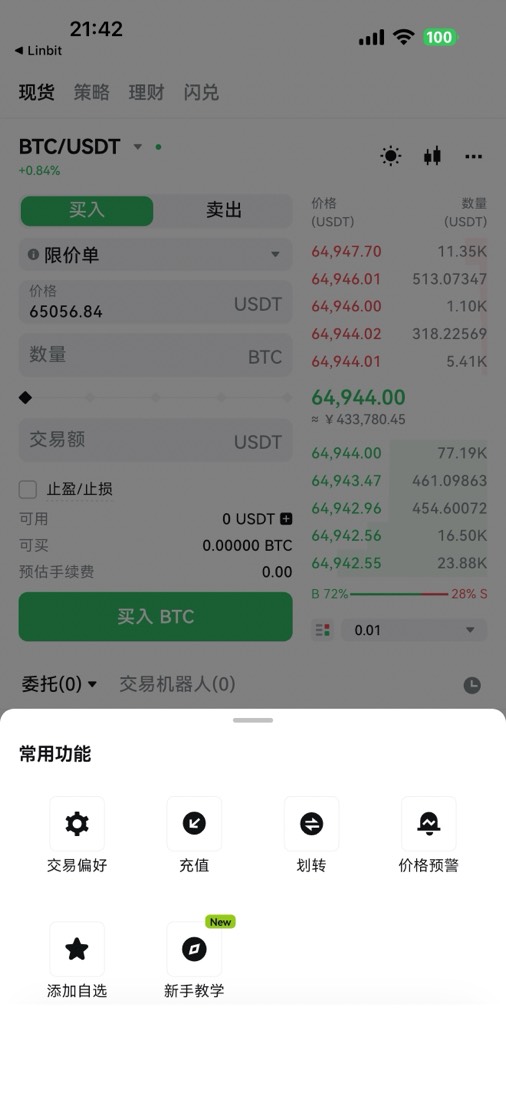 21:42
100
◀ Linbit
现货 策略 理财 闪兑
BTC/USDT
+0.84%
买入 卖出
限价单
价格
65056.84 USDT
数量 BTC
交易额 USDT
止盈/止损
可用 0 USDT
可买 0.00000 BTC
预估手续费 0.00
买入 BTC
价格 数量
(USDT) (USDT)
64,947.70 11.35K
64,946.01 513.07347
64,946.00 1.10K
64,944.02 318.22569
64,944.01 5.41K
64,944.00
≈ ¥433,780.45
64,944.00 77.19K
64,943.47 461.09863
64,942.96 454.60072
64,942.56 16.50K
64,942.55 23.88K
B 72% 28% S
0.01
委托(0) 交易机器人(0)
常用功能
交易偏好 充值 划转 价格预警
New
添加自选 新手教学